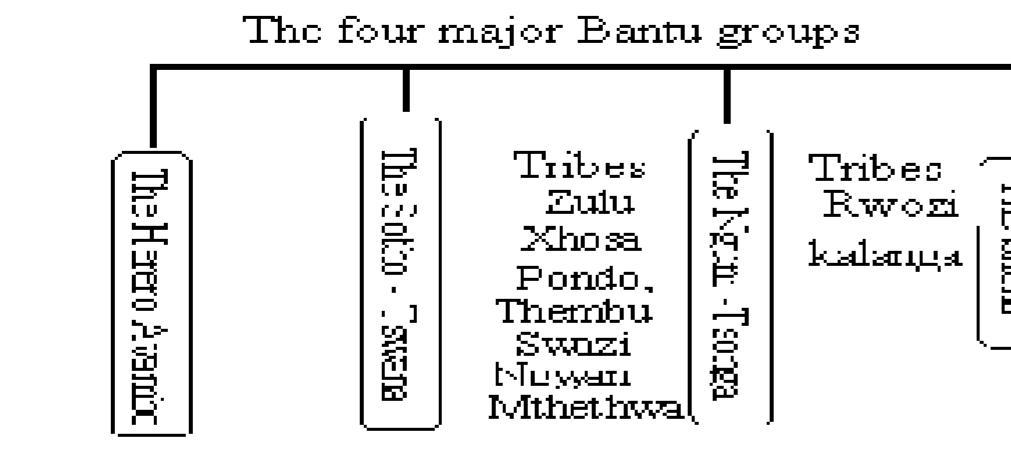 The four major Bantu groups
The Herero
The Sotho - Tswana
Tribes
Zulu
Xhosa
Pondo,
Thembu
Swazi
Mthethwa
The Nguni - Tsonga
Tribes
Rwozi
kalanga